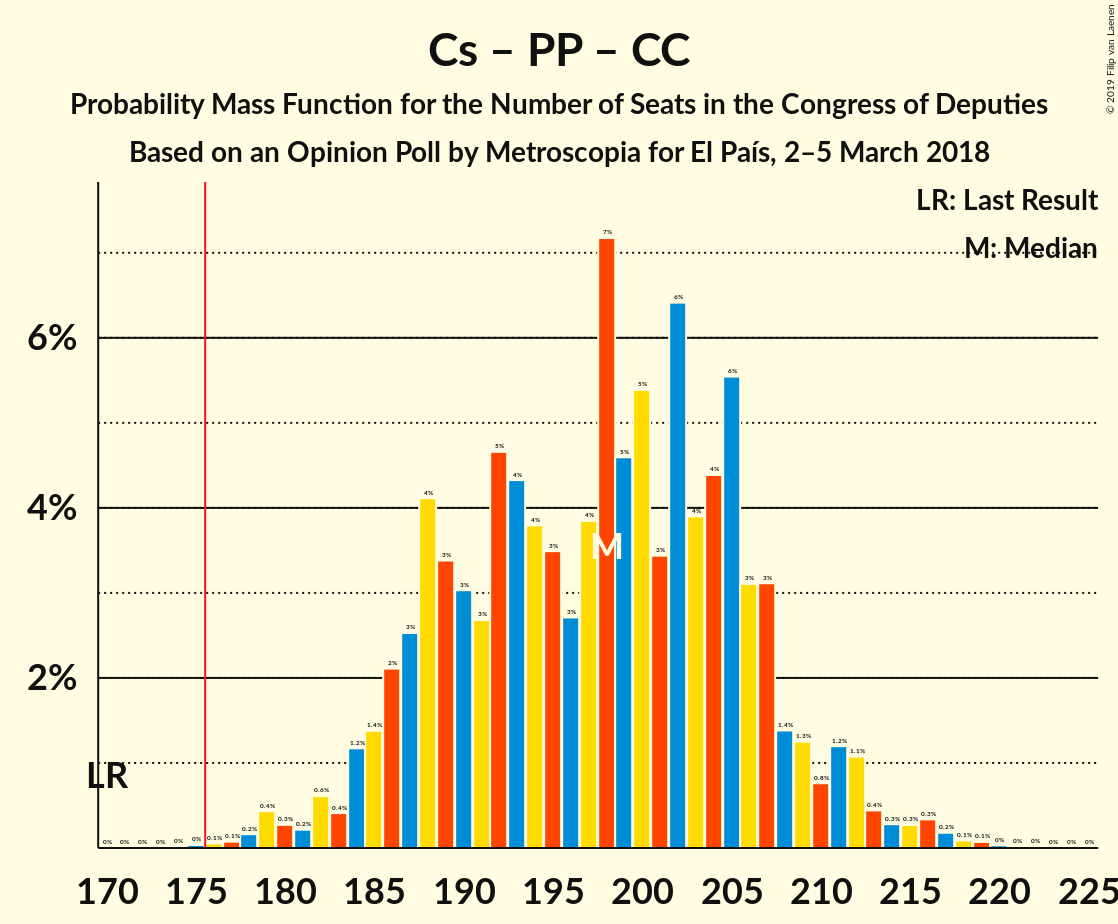 Cs – PP – CC
Probability Mass Function for the Number of Seats in the Congress of Deputies
Based on an Opinion Poll by Metroscopia for El País, 2–5 March 2018
© 2019 Filip van Laenen
LR: Last Result
M: Median
6%
4%
2%
LR
M
0% 0% 0% 0% 0% 0% 0.1% 0.1% 0.2% 0.4% 0.3% 0.2% 0.6% 0.4% 1.2% 1.4% 2% 3% 4% 3% 3% 3% 5% 4% 4% 3% 3% 4% 7% 5% 5% 3% 6% 4% 4% 6% 3% 3% 1.4% 1.3% 0.8% 1.2% 1.1% 0.4% 0.3% 0.3% 0.3% 0.2% 0.1% 0.1% 0% 0% 0% 0% 0% 0%
170 175 180 185 190 195 200 205 210 215 220 225